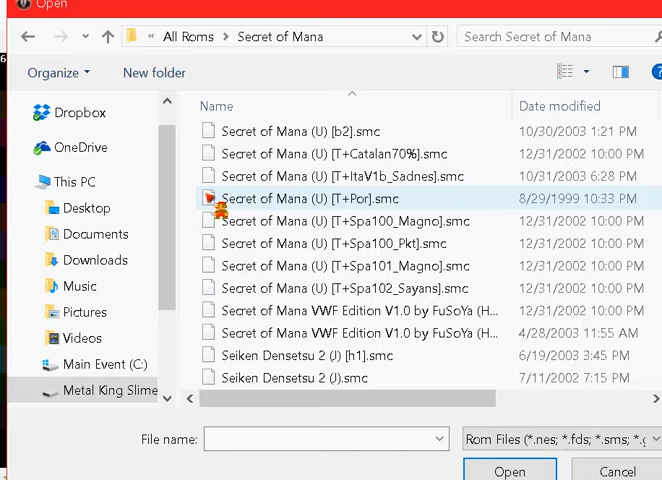 Open
« All Roms › Secret of Mana
Search Secret of Mana
Organize
New folder
Name
Date modified
Dropbox
OneDrive
This PC
Desktop
Documents
Downloads
Music
Pictures
Videos
Main Event (C:)
Metal King Slime
Secret of Mana (U) [b2].smc 10/30/2003 1:21 PM
Secret of Mana (U) [T+Catalan70%].smc 12/31/2002 10:00 PM
Secret of Mana (U) [T+ItaV1b_Sadnes].smc 10/31/2003 6:28 PM
Secret of Mana (U) [T+Por].smc 8/29/1999 10:33 PM
Secret of Mana (U) [T+Spa100_Magno].smc 12/31/2002 10:00 PM
Secret of Mana (U) [T+Spa100_Pkt].smc 12/31/2002 10:00 PM
Secret of Mana (U) [T+Spa101_Magno].smc 12/31/2002 10:00 PM
Secret of Mana (U) [T+Spa102_Sayans].smc 12/31/2002 10:00 PM
Secret of Mana VWF Edition V1.0 by FuSoYa (H... 12/31/2002 10:00 PM
Secret of Mana VWF Edition V1.0 by FuSoYa (H... 4/28/2003 11:55 AM
Seiken Densetsu 2 (J) [h1].smc 6/19/2003 3:45 PM
Seiken Densetsu 2 (J).smc 7/11/2002 7:15 PM
File name:
Rom Files (*.nes; *.fds; *.sms; *.g
Open
Cancel